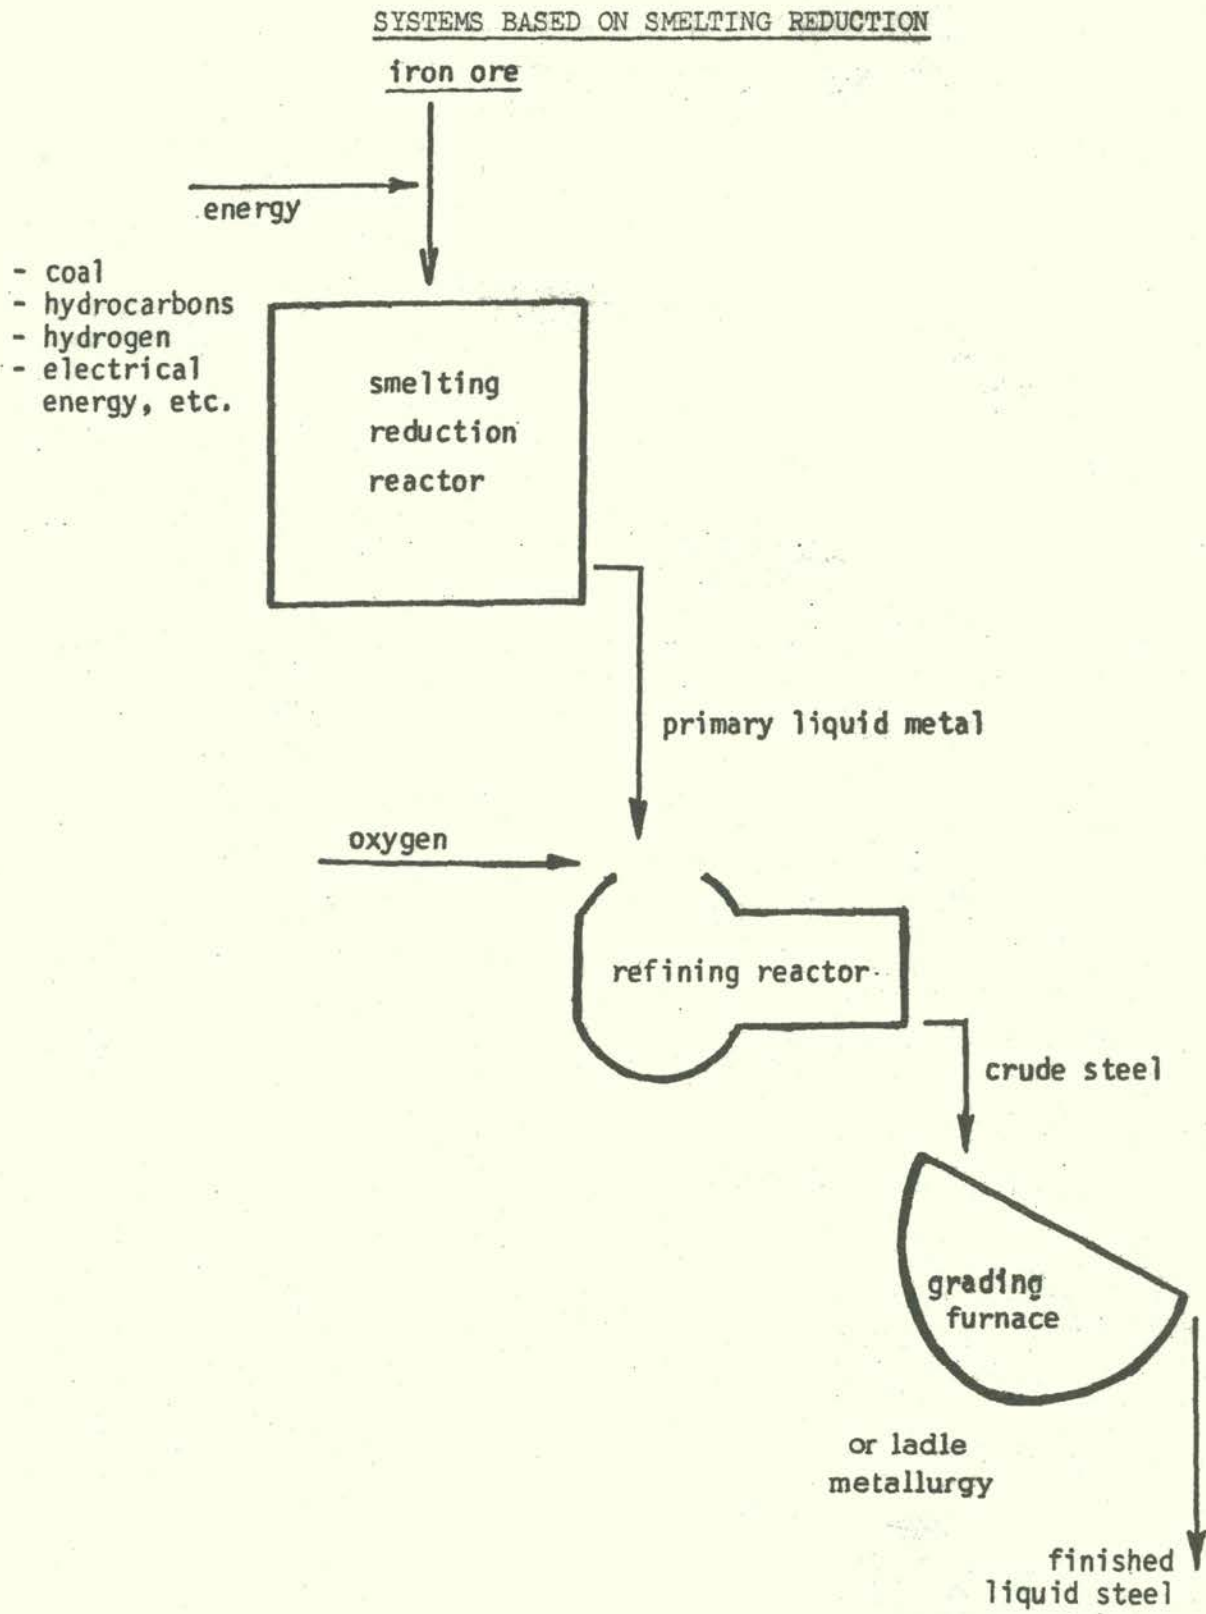 SYSTEMS BASED ON SMELTING REDUCTION
iron ore
energy
- coal
- hydrocarbons
- hydrogen
- electrical
energy, etc.
smelting
reduction
reactor
primary liquid metal
oxygen
refining reactor
crude steel
grading
furnace
or ladle
metallurgy
finished
liquid steel